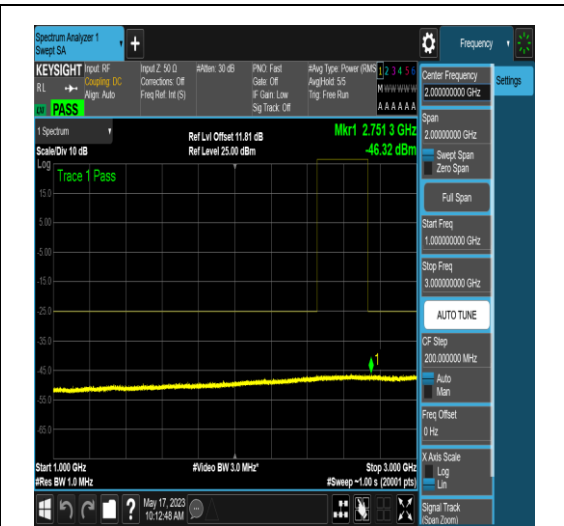 Spectrum Analyzer 1
Swept SA
+
Frequency
KEYSIGHT
RL
PASS
Input: RF
Coupling: DC
Align: Auto
Input Z: 50 Ω
Corrections: Off
Freq Ref: Int (S)
#Atten: 30 dB
PNO: Fast
Gate: Off
IF Gain: Low
Sig Track: Off
#Avg Type: Power (RMS
Avg|Hold: 5/5
Trig: Free Run
1 2 3 4 5 6
M W W W W W
A A A A A A
1 Spectrum
Scale/Div 10 dB
Ref Lvl Offset 11.81 dB
Ref Level 25.00 dBm
Mkr1 2.751 3 GHz
-46.32 dBm
Log
Trace 1 Pass
15.0
5.00
-5.00
-15.0
-25.0
-35.0
-45.0
-55.0
-65.0
1
Start 1.000 GHz
#Res BW 1.0 MHz
#Video BW 3.0 MHz*
Stop 3.000 GHz
#Sweep ~1.00 s (20001 pts)
Center Frequency
2.000000000 GHz
Settings
Span
2.00000000 GHz
Swept Span
Zero Span
Full Span
Start Freq
1.000000000 GHz
Stop Freq
3.000000000 GHz
AUTO TUNE
CF Step
200.000000 MHz
Auto
Man
Freq Offset
0 Hz
X Axis Scale
Log
Lin
Signal Track
(Span Zoom)
?
May 17, 2023
10:12:48 AM